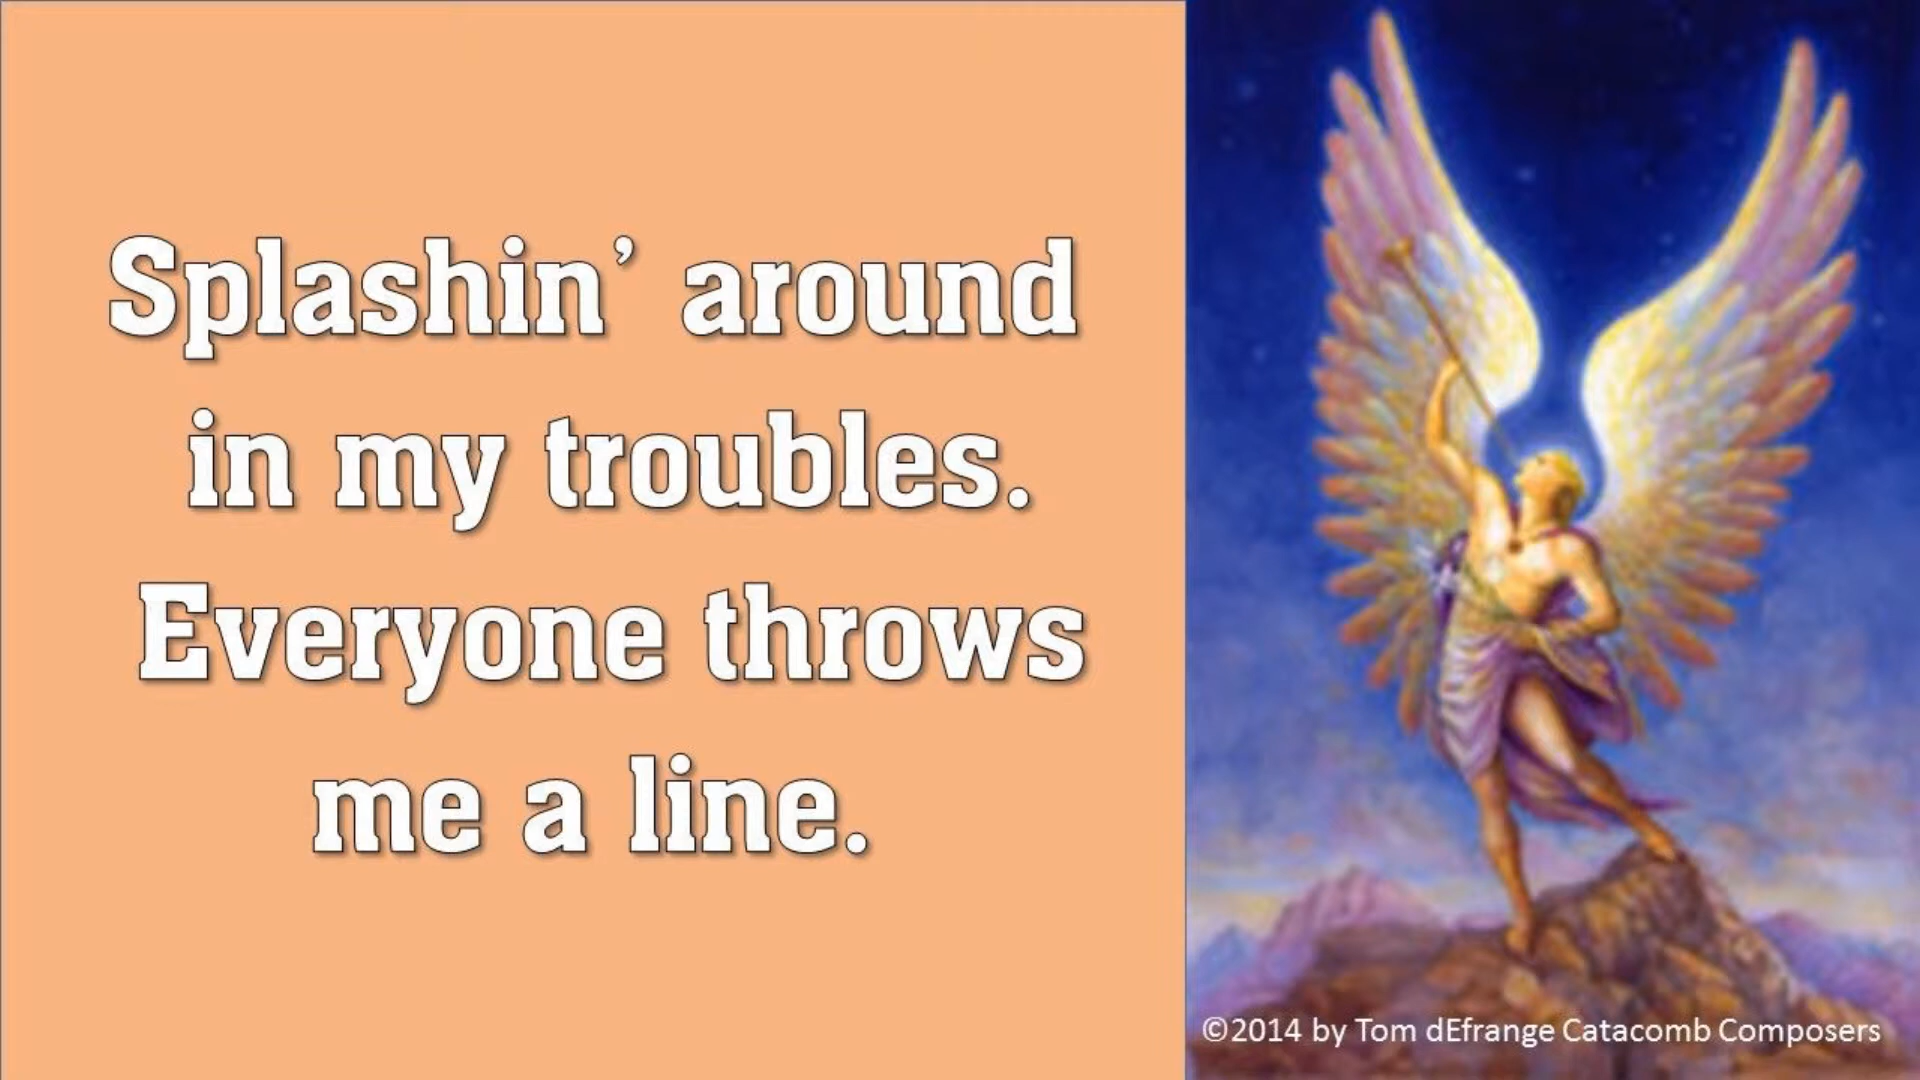 Splashin’ around
in my troubles.
Everyone throws
me a line.
©2014 by Tom dEfrange Catacomb Composers